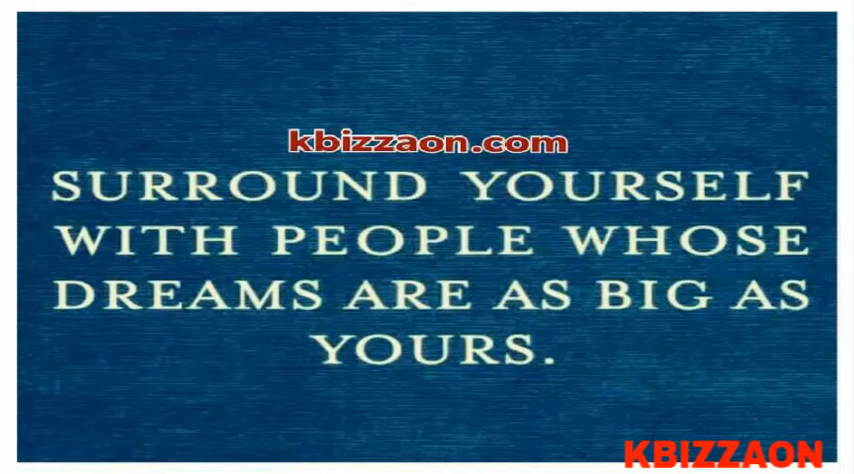 kbizzaon.com
SURROUND YOURSELF
WITH PEOPLE WHOSE
DREAMS ARE AS BIG AS
YOURS.
KBIZZAON